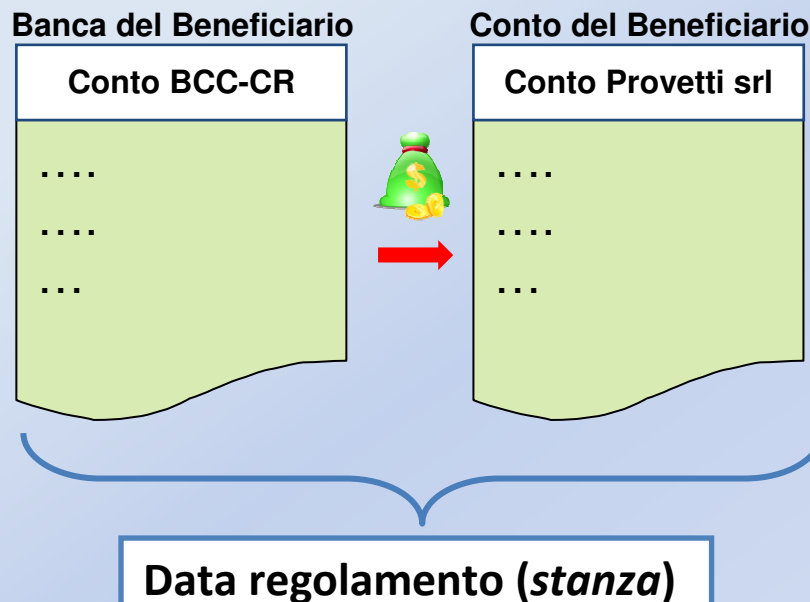 Banca del Beneficiario
Conto del Beneficiario
Conto BCC-CR
Conto Provetti srl
....
....
...
....
....
...
$
Data regolamento (stanza)